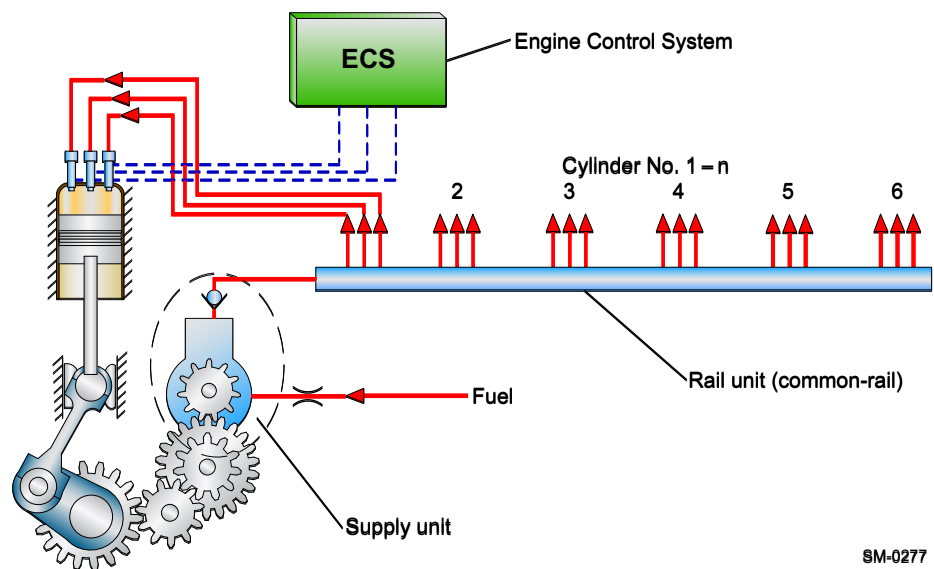 ECS
Engine Control System
Cylinder No. 1–n
2 3 4 5 6
Rail unit (common-rail)
Fuel
Supply unit
SM-0277